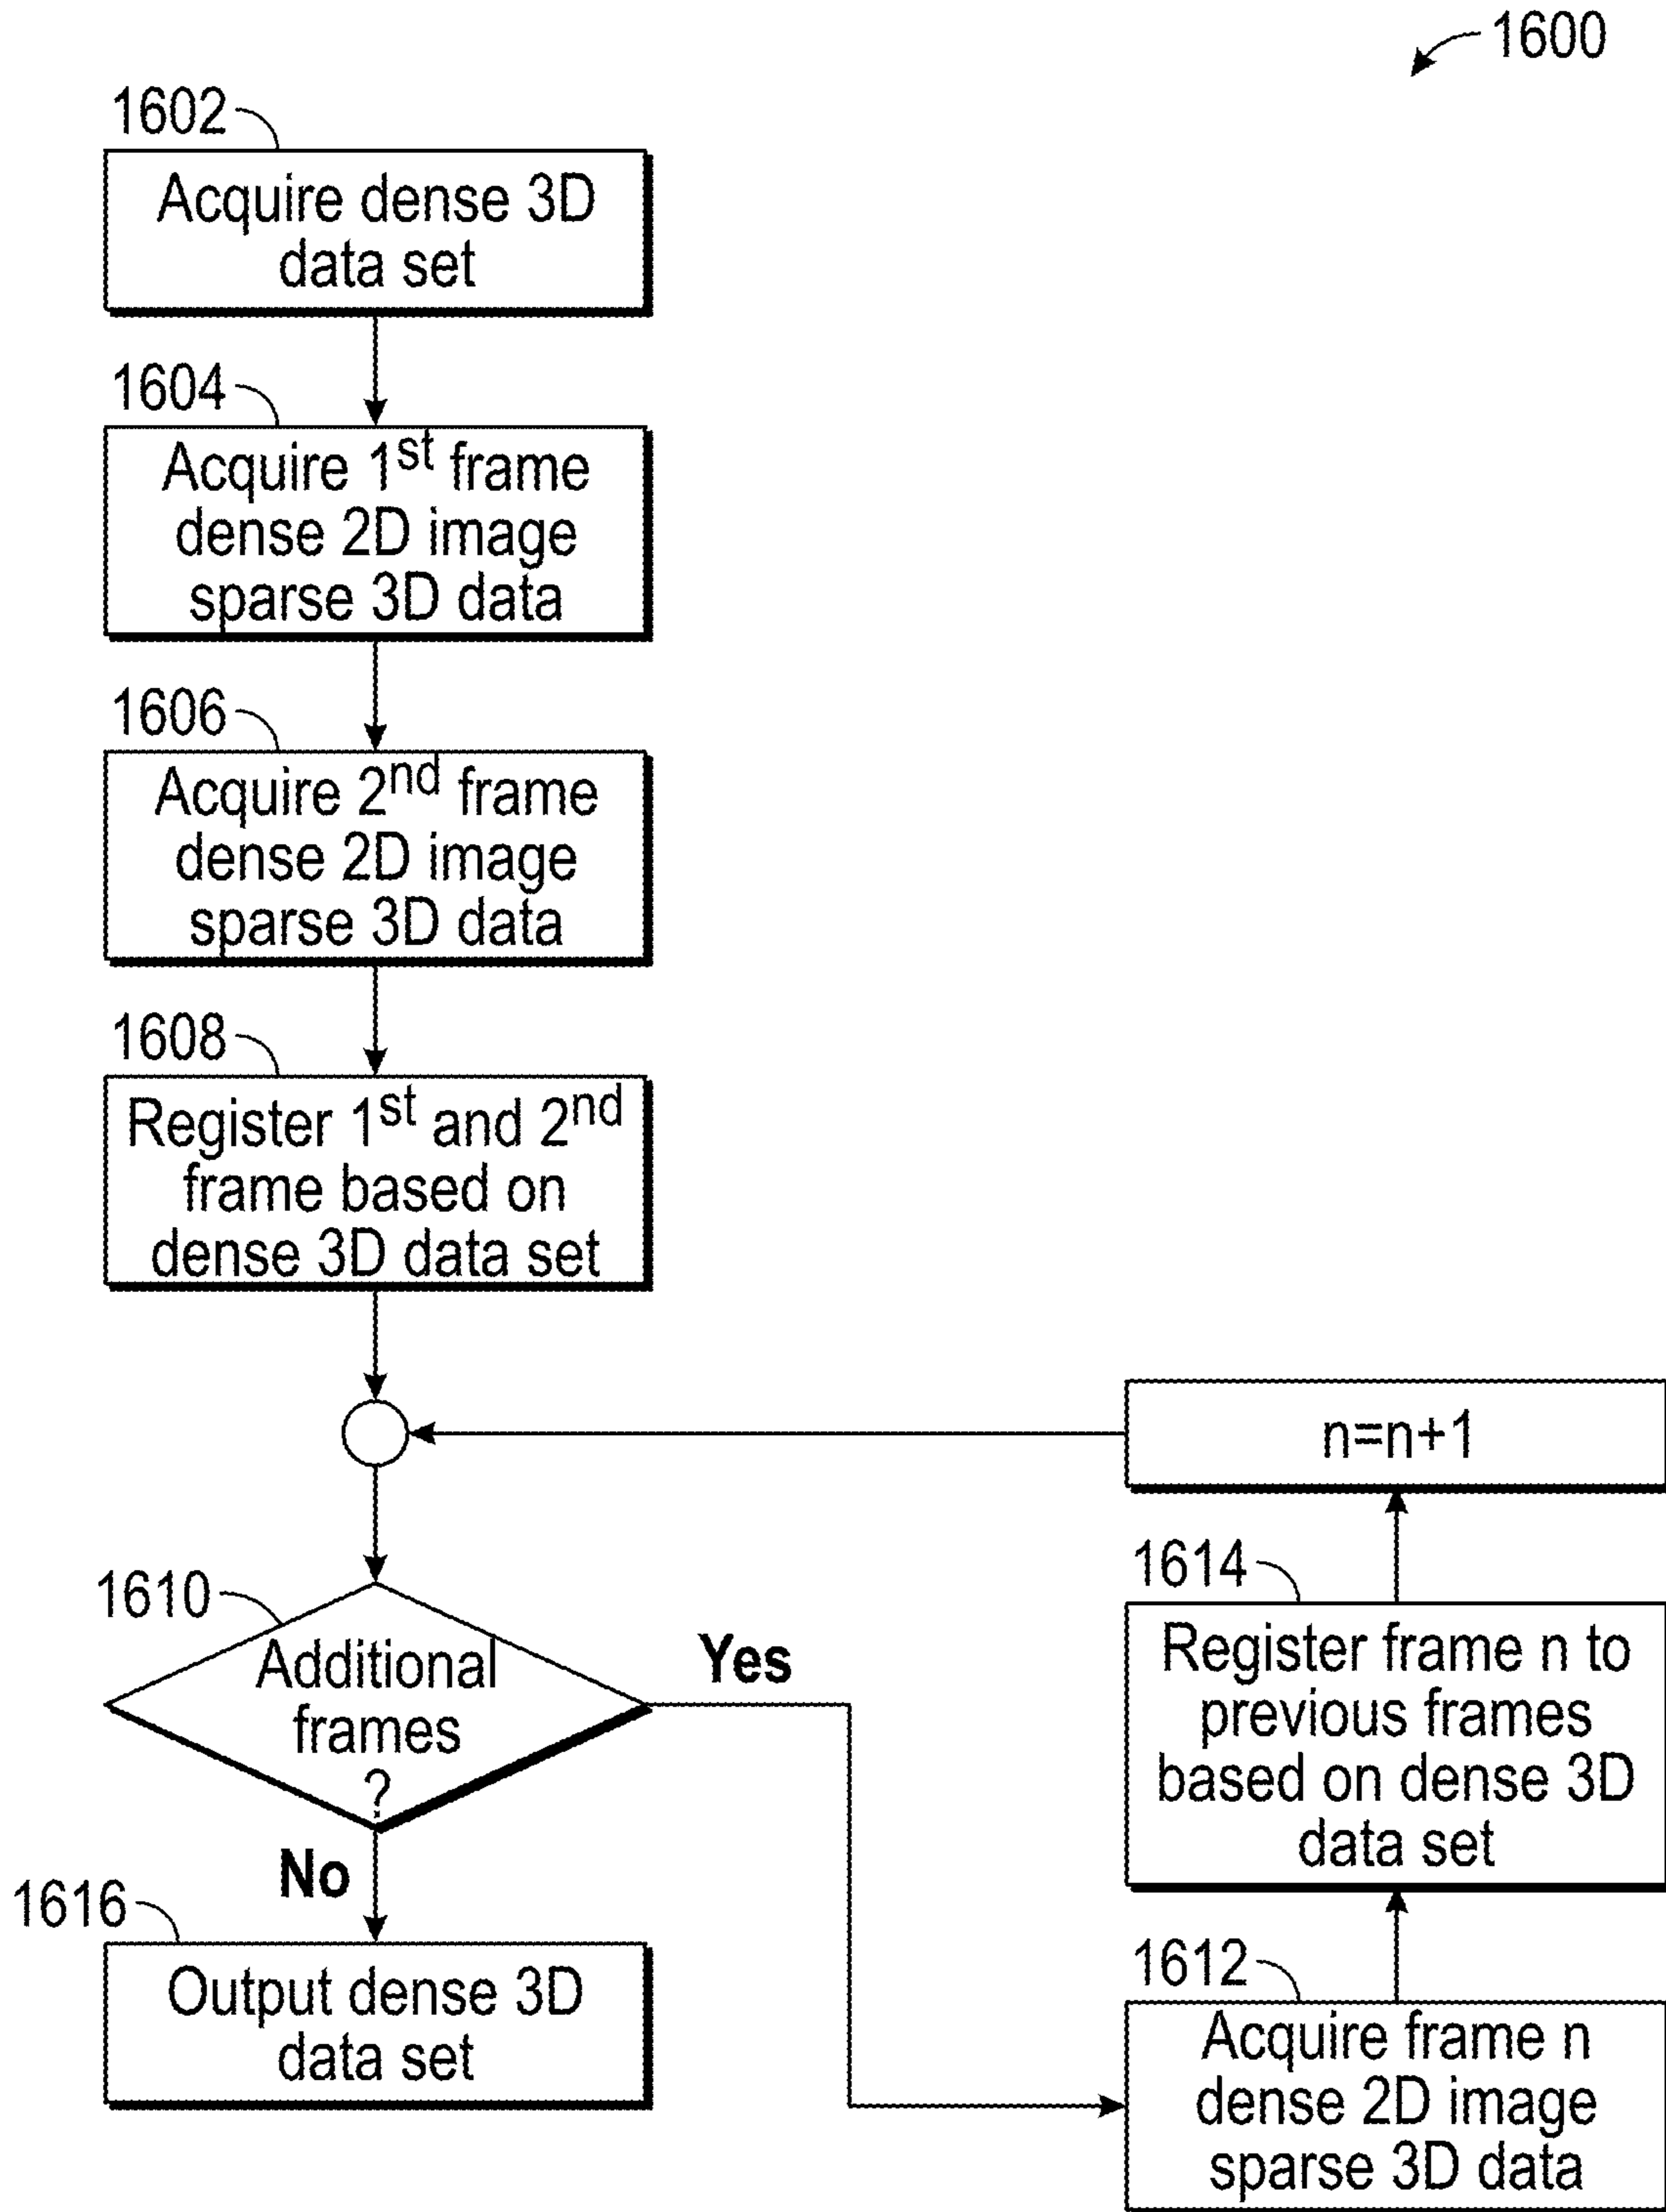 1600
1602
Acquire dense 3D
data set
1604
Acquire 1st frame
dense 2D image
sparse 3D data
1606
Acquire 2nd frame
dense 2D image
sparse 3D data
1608
Register 1st and 2nd
frame based on
dense 3D data set
n=n+1
1610
Additional
frames
?
Yes
No
1614
Register frame n to
previous frames
based on dense 3D
data set
1612
Acquire frame n
dense 2D image
sparse 3D data
1616
Output dense 3D
data set